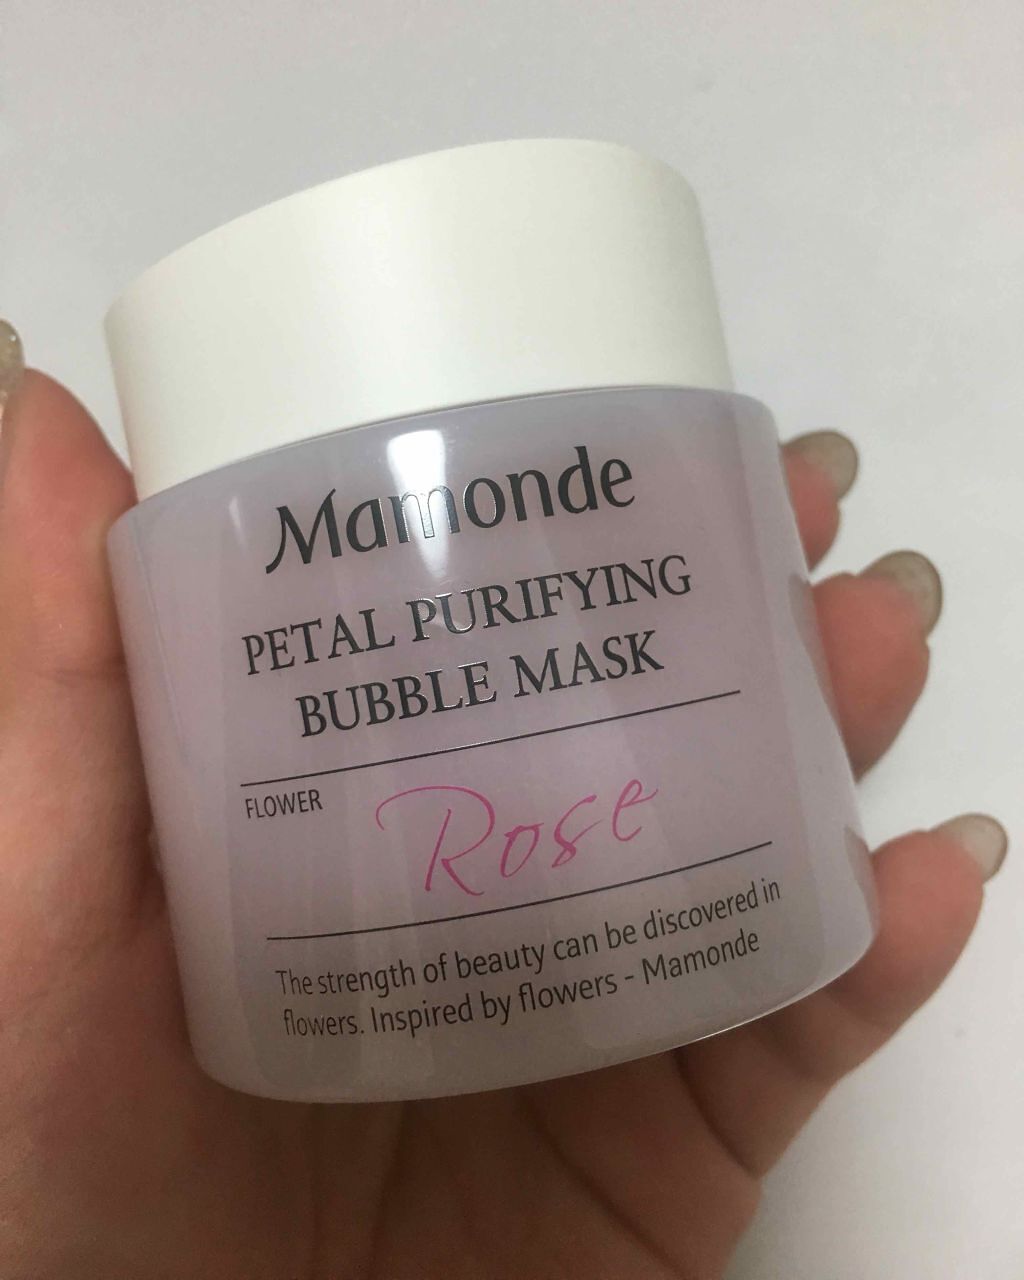 Mamonde
PETAL PURIFYING
BUBBLE MASK
FLOWER
Rose
The strength of beauty can be discovered in
flowers. Inspired by flowers - Mamonde